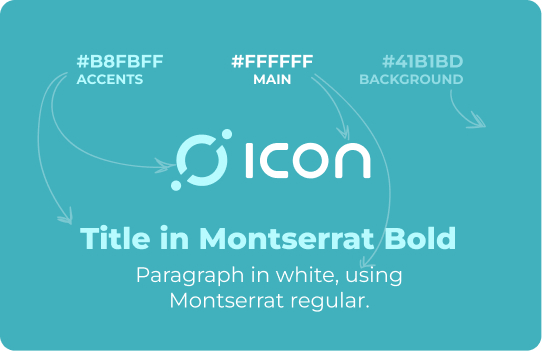 #B8FBFF
ACCENTS
#FFFFFF
MAIN
#41B1BD
BACKGROUND
ICON
Title in Montserrat Bold
Paragraph in white, using
Montserrat regular.